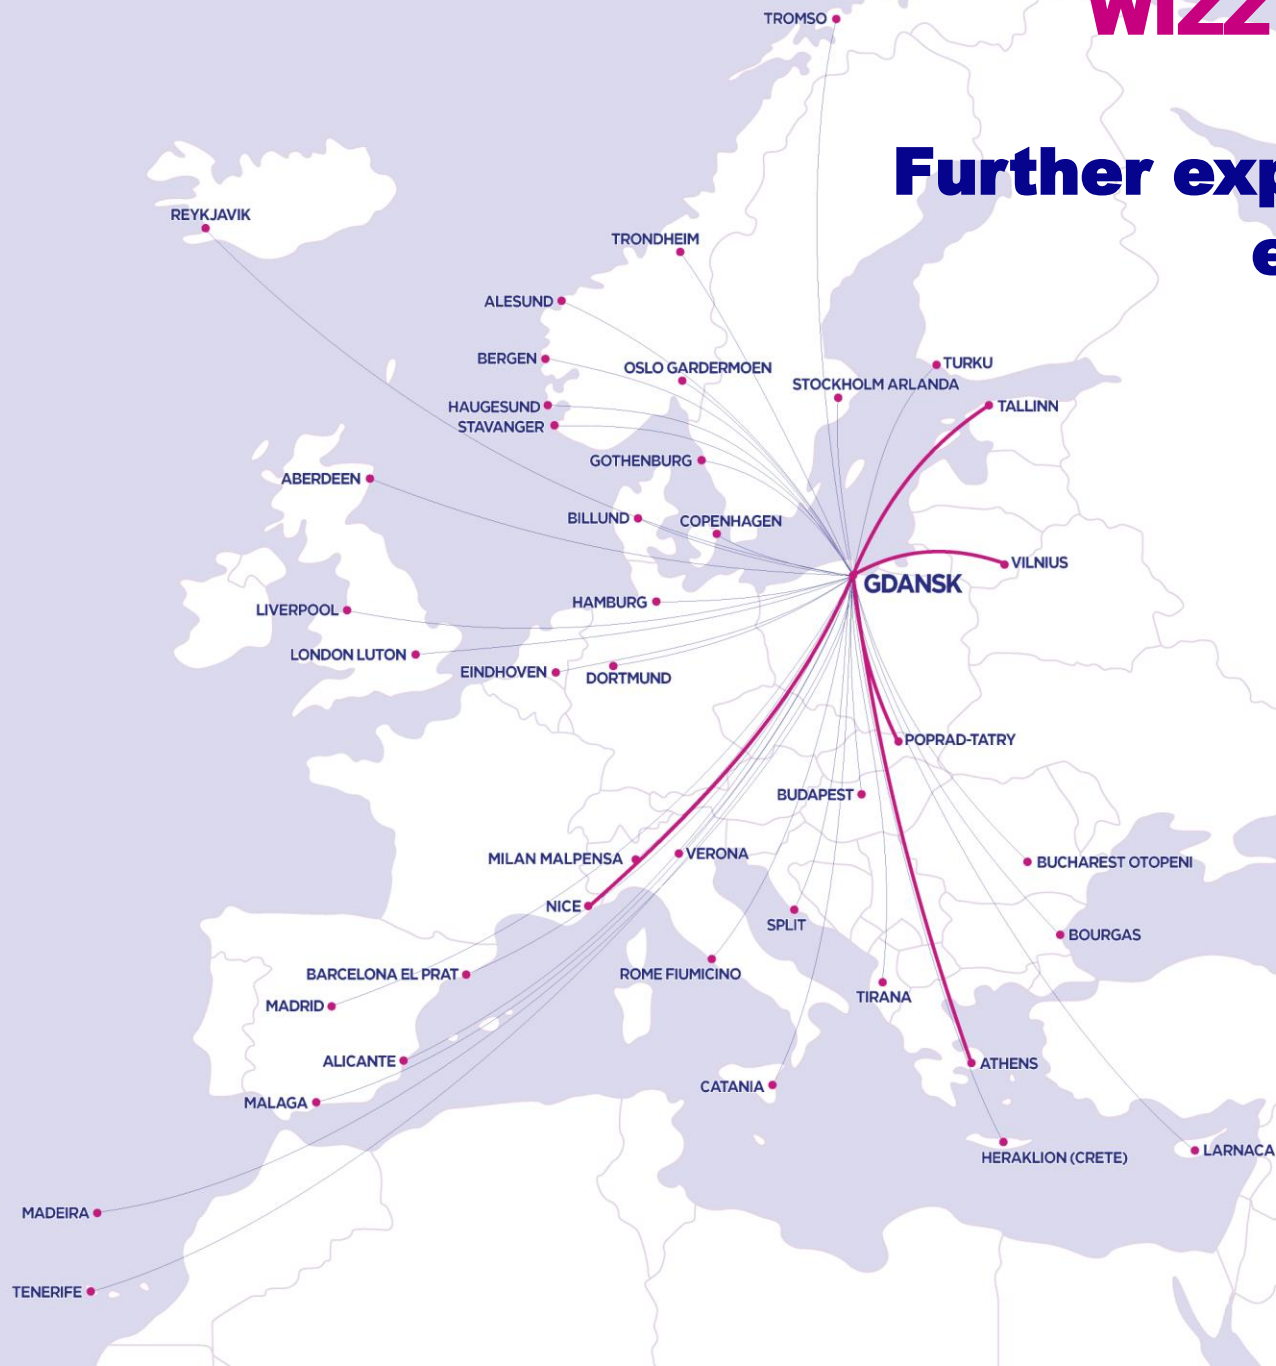 TROMSO
WIZZ
Further exp
e
REYKJAVIK
TRONDHEIM
ALESUND
BERGEN
OSLO GARDERMOEN
TURKU
STOCKHOLM ARLANDA
HAUGESUND
TALLINN
STAVANGER
GOTHENBURG
ABERDEEN
BILLUND
COPENHAGEN
VILNIUS
GDANSK
HAMBURG
LIVERPOOL
LONDON LUTON
EINDHOVEN
DORTMUND
POPRAD-TATRY
BUDAPEST
MILAN MALPENSA
VERONA
BUCHAREST OTOPENI
NICE
SPLIT
BOURGAS
BARCELONA EL PRAT
ROME FIUMICINO
MADRID
TIRANA
ALICANTE
ATHENS
CATANIA
MALAGA
HERAKLION (CRETE)
LARNACA
MADEIRA
TENERIFE